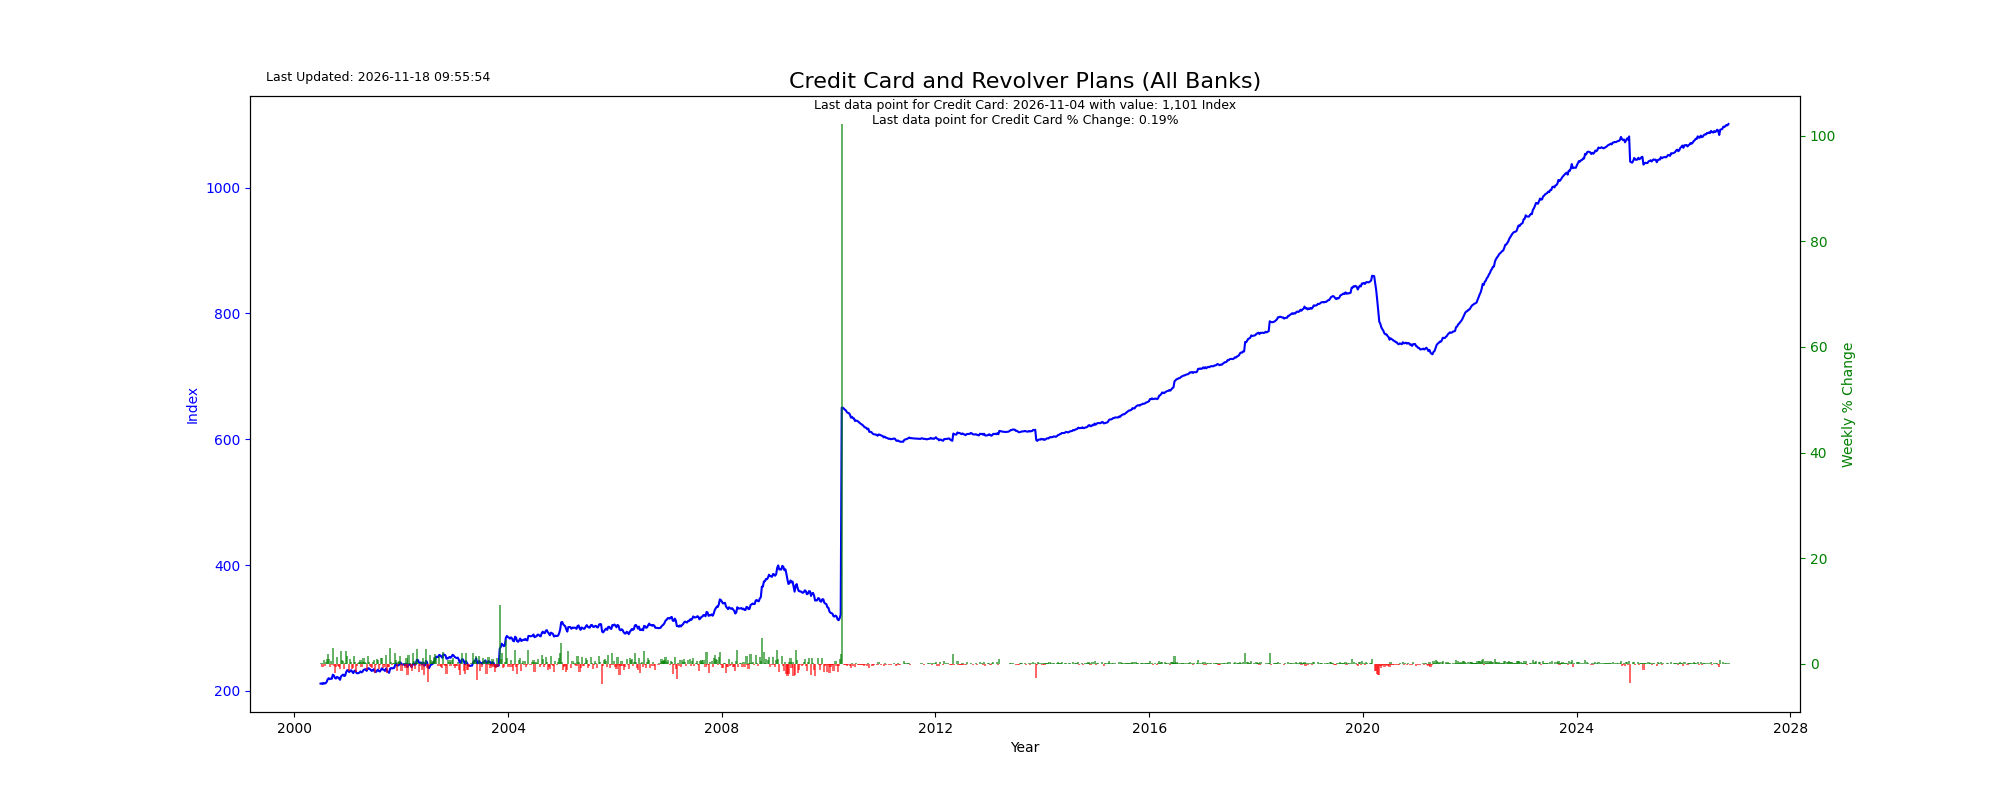 Last Updated: 2026-11-18 09:55:54
Credit Card and Revolver Plans (All Banks)
Last data point for Credit Card: 2026-11-04 with value: 1,101 Index
Last data point for Credit Card % Change: 0.19%
Index
1000
800
600
400
200
100
80
60
40
20
0
Weekly % Change
2000
2004
2008
2012
2016
2020
2024
2028
Year